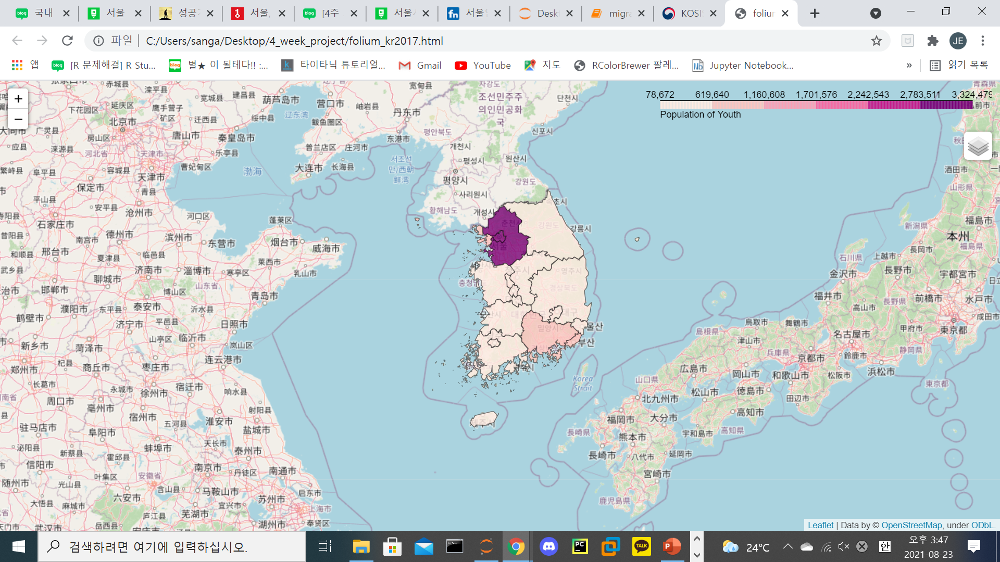 국내
서울
성공
서울,
[4주
서울
서울
Desk
migra
KOSI
foliur
파일
C:/Users/sanga/Desktop/4_week_project/folium_kr2017.html
JE
앱
[R 문제해결] R Stu...
별★ 이 될테다!! :...
타이타닉 튜토리얼...
Gmail
YouTube
지도
RColorBrewer 팔레...
Jupyter Notebook...
»
읽기 목록
+
−
78,672 619,640 1,160,608 1,701,576 2,242,543 2,783,511 3,324,479
Population of Youth
赤城县
滦平县
宽城县
建昌县
葫芦岛市
营口市
岫岩县
宽甸县
자강도
조선민주주
의인민공화
국
단천시
青森県
下花园区
延庆区
鹰手营子
矿区
迁西县
绥中县
辽东湾
鲅鱼圈区
丹东市
평안북도
신포시
北京市
广灵县
房山区
唐山市
秦皇岛市
普兰店区
庄河市
东港市
개천시
应县
涞源县
河北省
天津市
乐亭县
서조선
만/西朝
鲜湾
평성시
원산시
繁峙县
阜平县
容城县
天津市
曹妃甸区
渤海
大连市
长海县
평양시
강원도
酒田市
保定市
青县
사리원시
山形県
平山县
安平县
沧州市
河口区
蓬莱区
황해남도
개성시
초시
石家庄市
昔阳县
德州市
滨州市
东营市
烟台市
威海市
춘천
강원도
강릉시
福島市
新潟県
本州
福島県
和顺县
邢台市
南宫市
夏津县
临邑县
莱西市
乳山市
서울
石川県
上越市
日光市
武乡县
聊城市
济南市
淄博市
寒亭区
山东省
충청남
청주시
영주시
경상북도
金沢市
長野市
宇都宮市
邯郸市
博山区
泰安市
青岛市
福井市
長野県
前橋市
水戸市
鹤壁市
濮阳市
东平县
沂水县
대구
高山市
济宁市
平邑县
日照市
밀양시
울산
鳥取市
舞鶴市
名古屋市
甲府市
東京都
成田市
新乡市
菏泽市
山亭区
临沂市
岚山区
부산
島根県
津山市
兵庫県
京都市
鈴鹿市
静岡県
郑州市
杞县
商丘市
枣庄市
连云港市
Korea
Strait
山口県
広島市
岡山市
和歌山市
松阪市
浜松市
长葛市
永城市
徐州市
宿迁市
响水县
北九州市
松山市
徳島市
田辺市
東京都
周口市
亳州市
宿州市
五河县
淮安市
射阳县
제주시
福岡市
大分市
高知市
驻马店市
阜阳市
盐城市
長崎県
熊本市
宇和島市
高知県
泌阳县
新蔡县
蚌埠市
天长市
泰州市
長崎市
八代市
延岡市
信阳市
霍邱县
南京市
丹徒区
南通市
宮崎市
随州市
光山县
叶集区
安徽省
含山县
马鞍山市
启东市
大悟县
麻城市
六安市
宜兴市
苏州市
上海市
鹿児島県
岳西县
庐江县
芜湖市
湖州市
奉贤区
武汉市
安庆市
Leaflet | Data by © OpenStreetMap, under ODbL.
검색하려면 여기에 입력하십시오.
PC
TALK
P
24℃
한
오후 3:47
2021-08-23